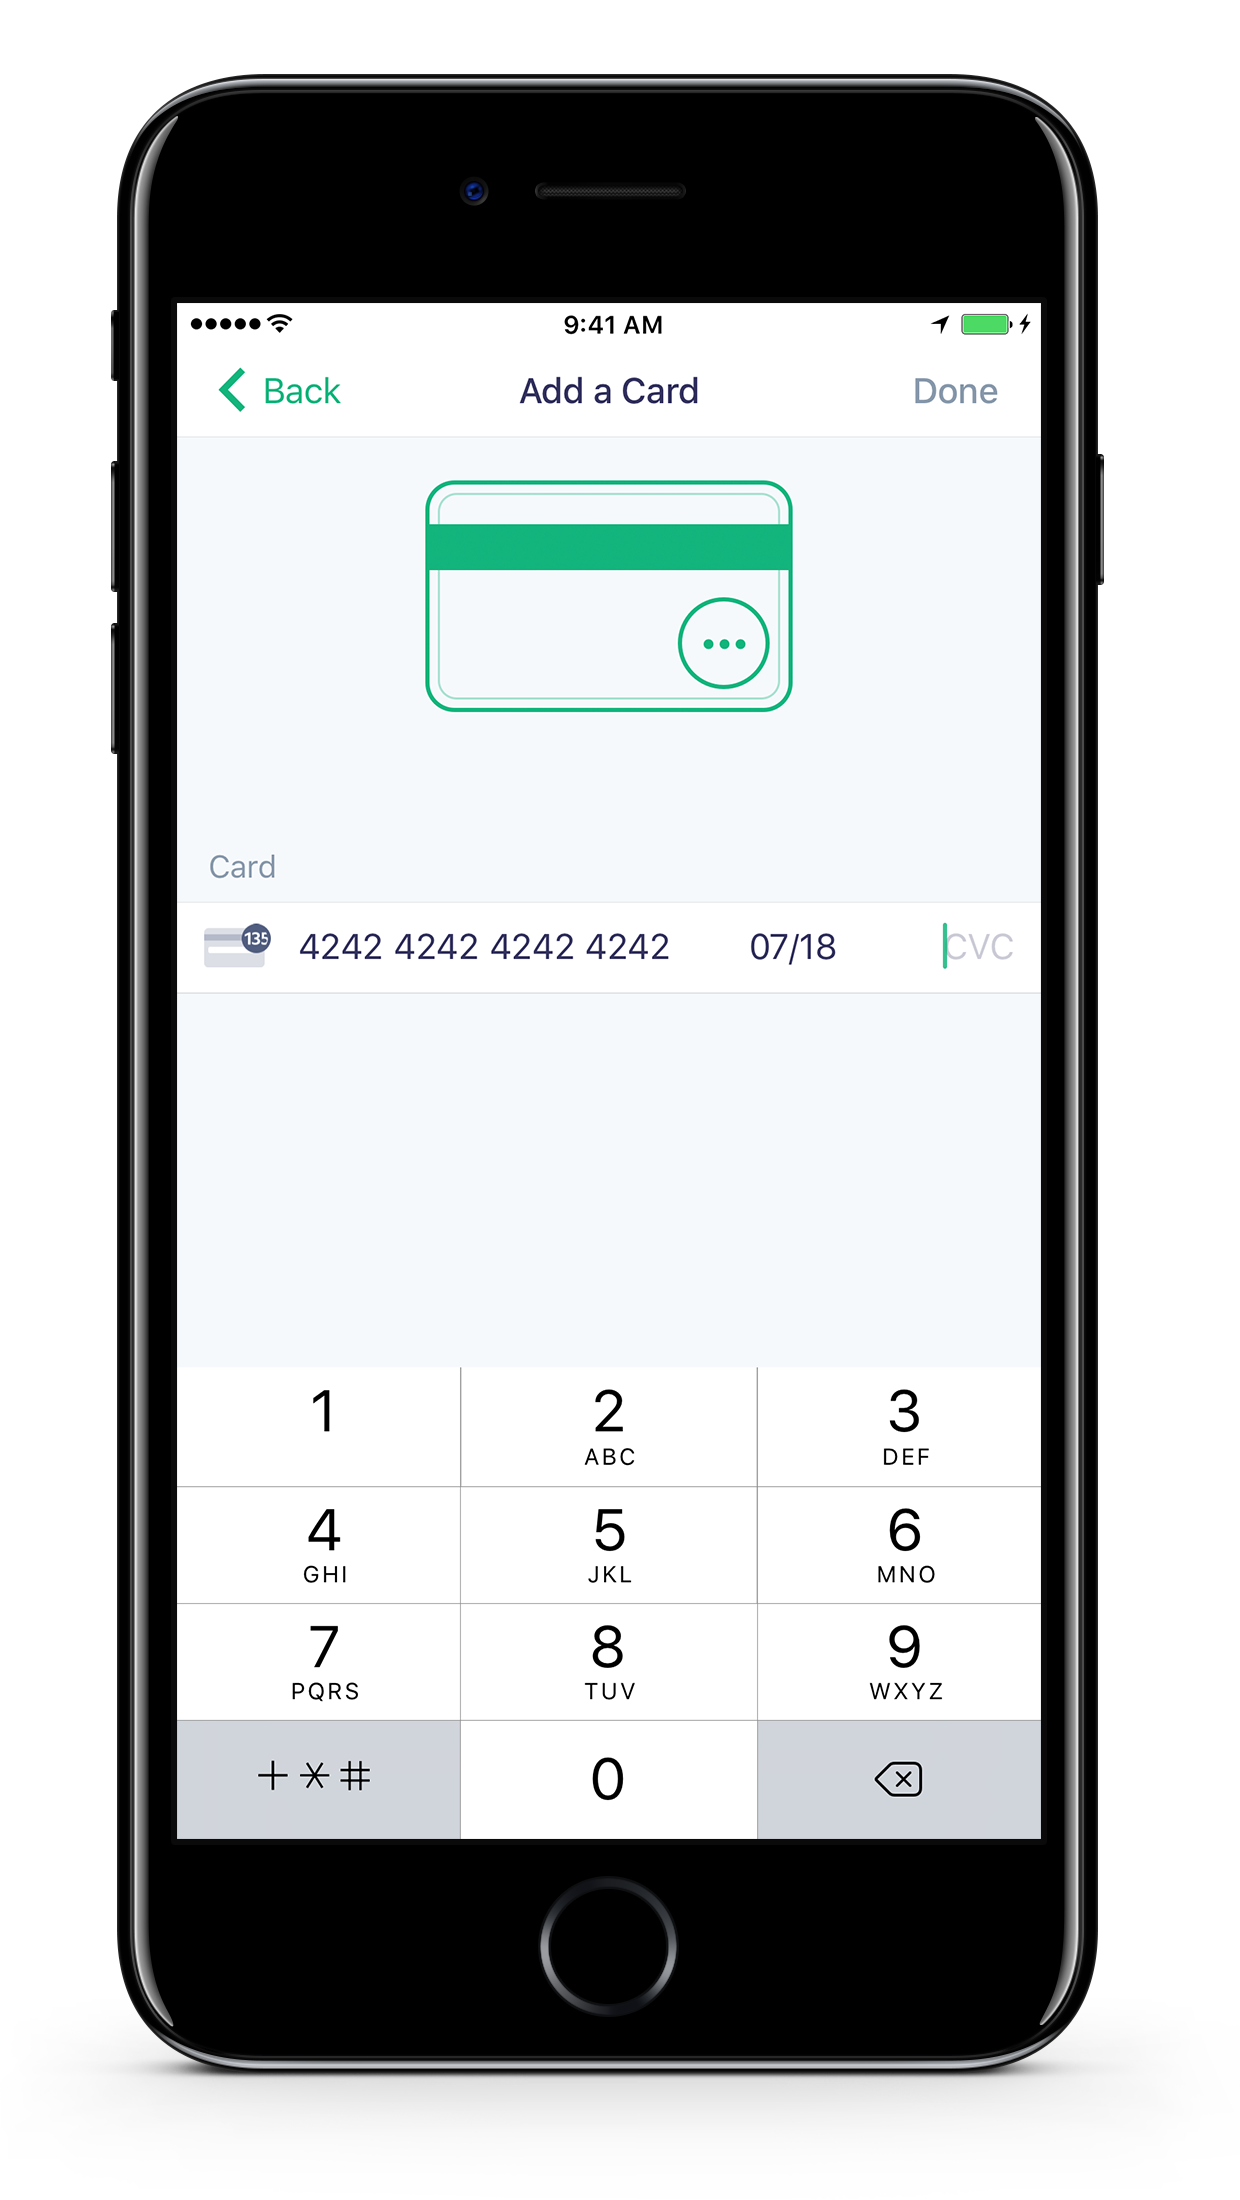 9:41 AM
Back Add a Card Done
Card
135 4242 4242 4242 4242 07/18 CVC
1 2 3
ABC DEF
4 5 6
GHI JKL MNO
7 8 9
PQRS TUV WXYZ
+ * # 0